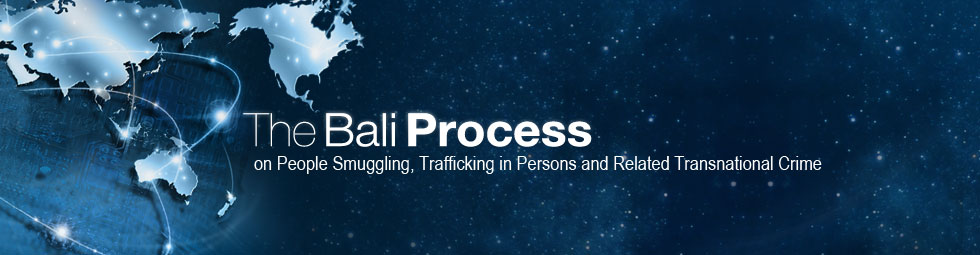 The Bali Process
on People Smuggling, Trafficking in Persons and Related Transnational Crime